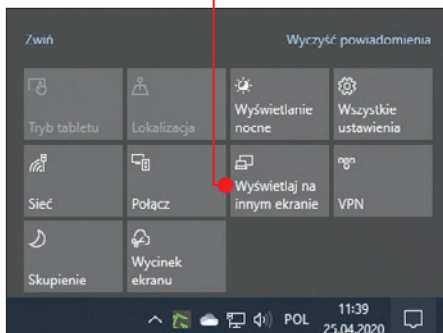 Zwiń Wyczyść powiadomienia
Tryb tabletu
Lokalizacja
Wyświetlanie
nocne
Wszystkie
ustawienia
Sieć
Połącz
Wyświetlaj na
innym ekranie
VPN
Skupienie
Wycinek
ekranu
POL
11:39
25.04.2020